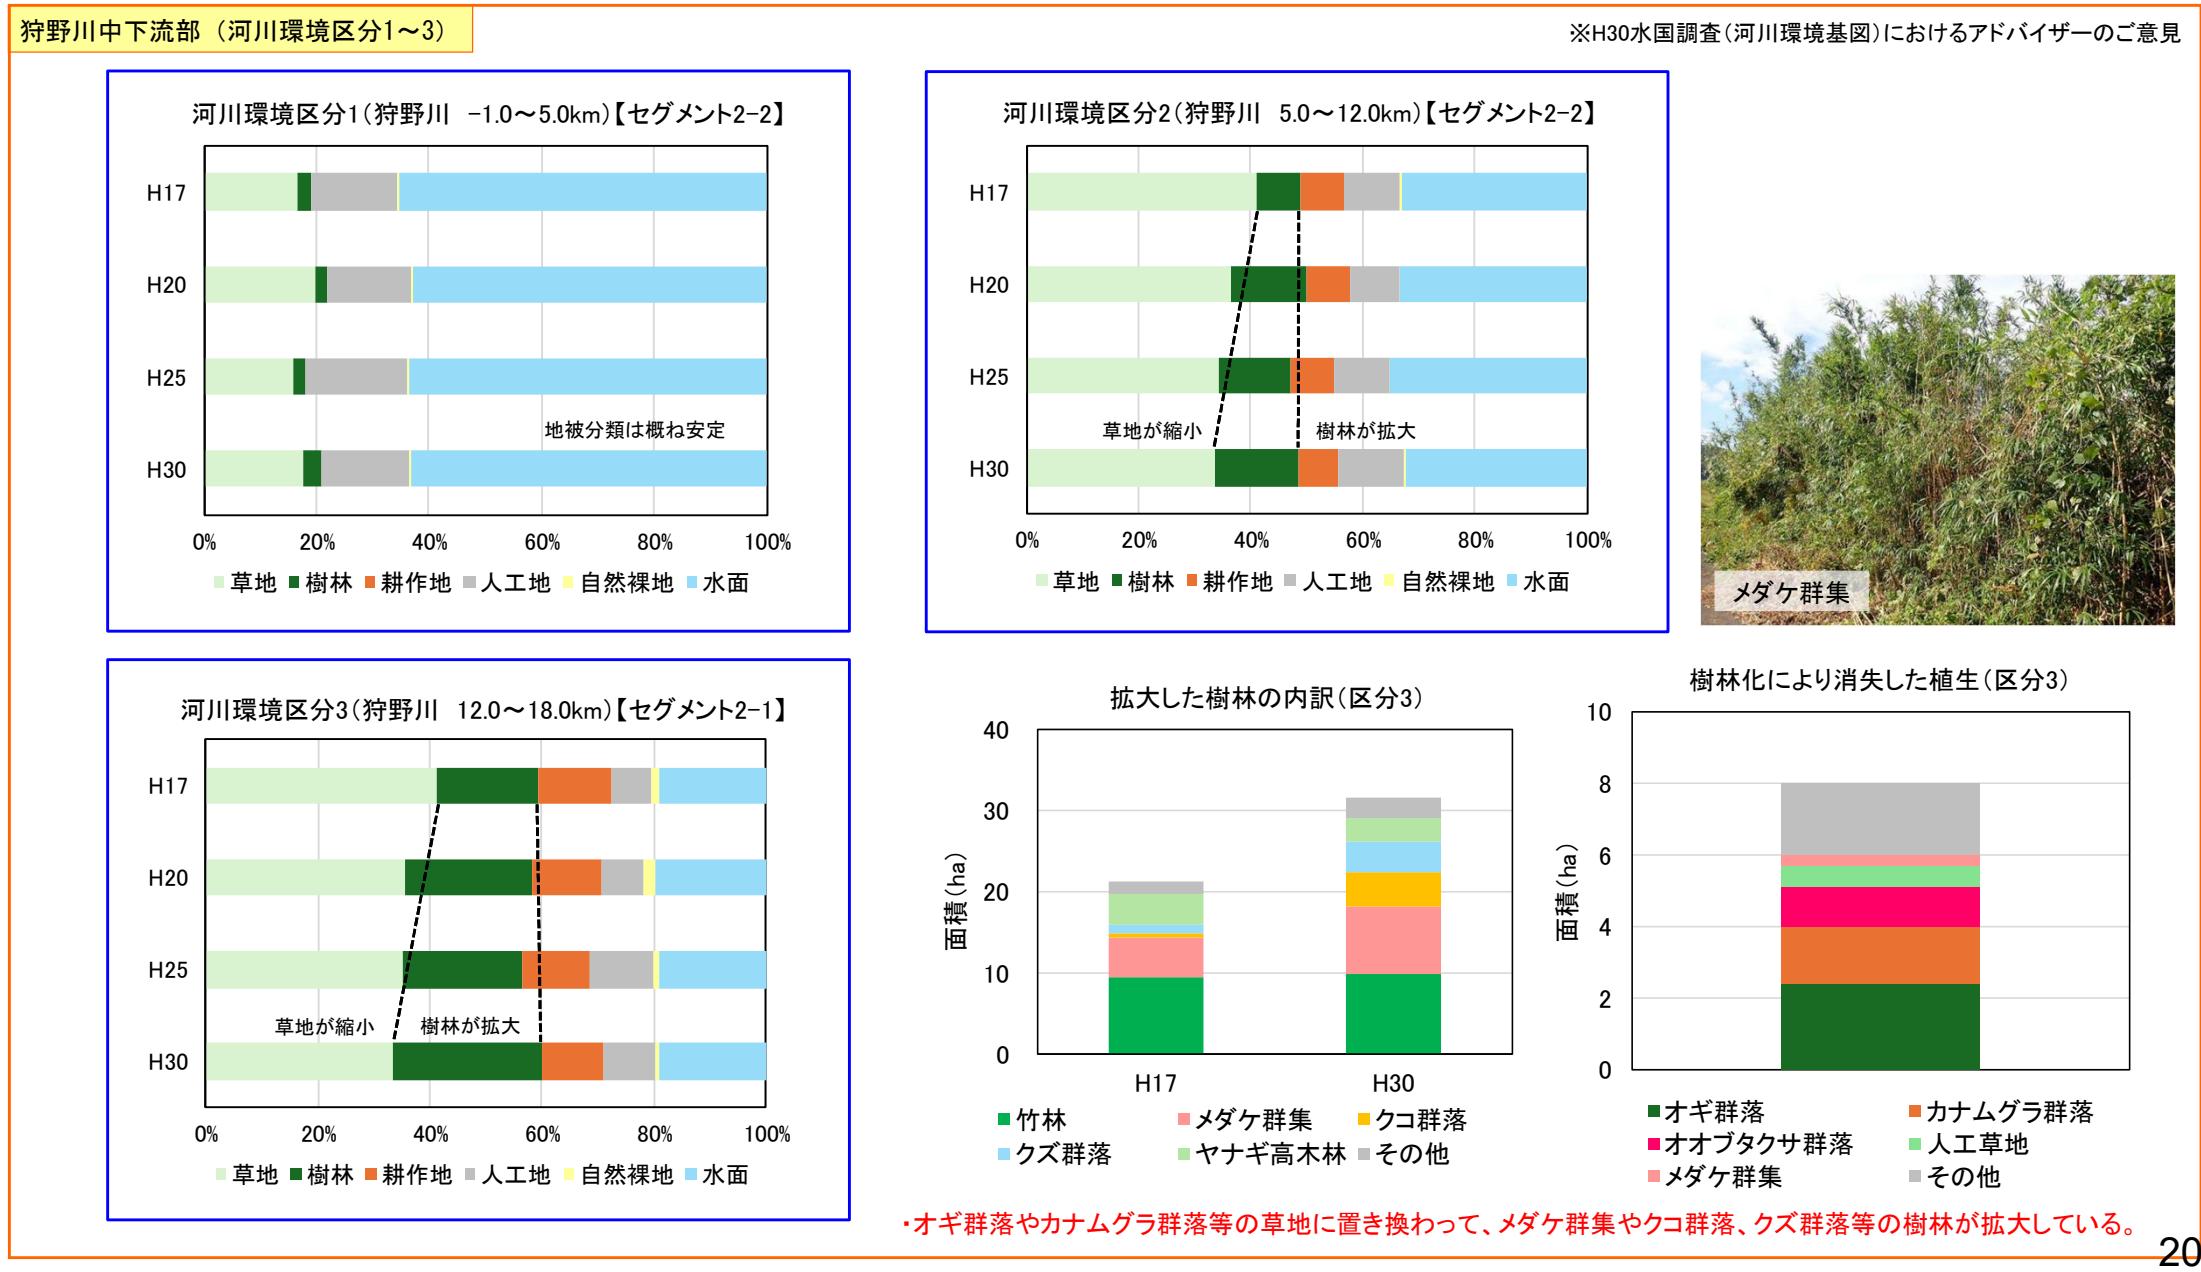 狩野川中下流部（河川環境区分1～3）
※H30水国調査（河川環境基図）におけるアドバイザーのご意見
河川環境区分1（狩野川　-1.0～5.0km）【セグメント2-2】
H17
H20
H25
地被分類は概ね安定
H30
0% 20% 40% 60% 80% 100%
草地 樹林 耕作地 人工地 自然裸地 水面
河川環境区分2（狩野川　5.0～12.0km）【セグメント2-2】
H17
H20
H25
草地が縮小 樹林が拡大
H30
0% 20% 40% 60% 80% 100%
草地 樹林 耕作地 人工地 自然裸地 水面
メダケ群集
河川環境区分3（狩野川　12.0～18.0km）【セグメント2-1】
H17
H20
H25
草地が縮小 樹林が拡大
H30
0% 20% 40% 60% 80% 100%
草地 樹林 耕作地 人工地 自然裸地 水面
拡大した樹林の内訳（区分3）
40
30
20
10
0
面積（ha）
H17 H30
竹林 メダケ群集 クコ群落
クズ群落 ヤナギ高木林 その他
樹林化により消失した植生（区分3）
10
8
6
4
2
0
面積（ha）
オギ群落 カナムグラ群落
オオブタクサ群落 人工草地
メダケ群集 その他
・オギ群落やカナムグラ群落等の草地に置き換わって、メダケ群集やクコ群落、クズ群落等の樹林が拡大している。
20